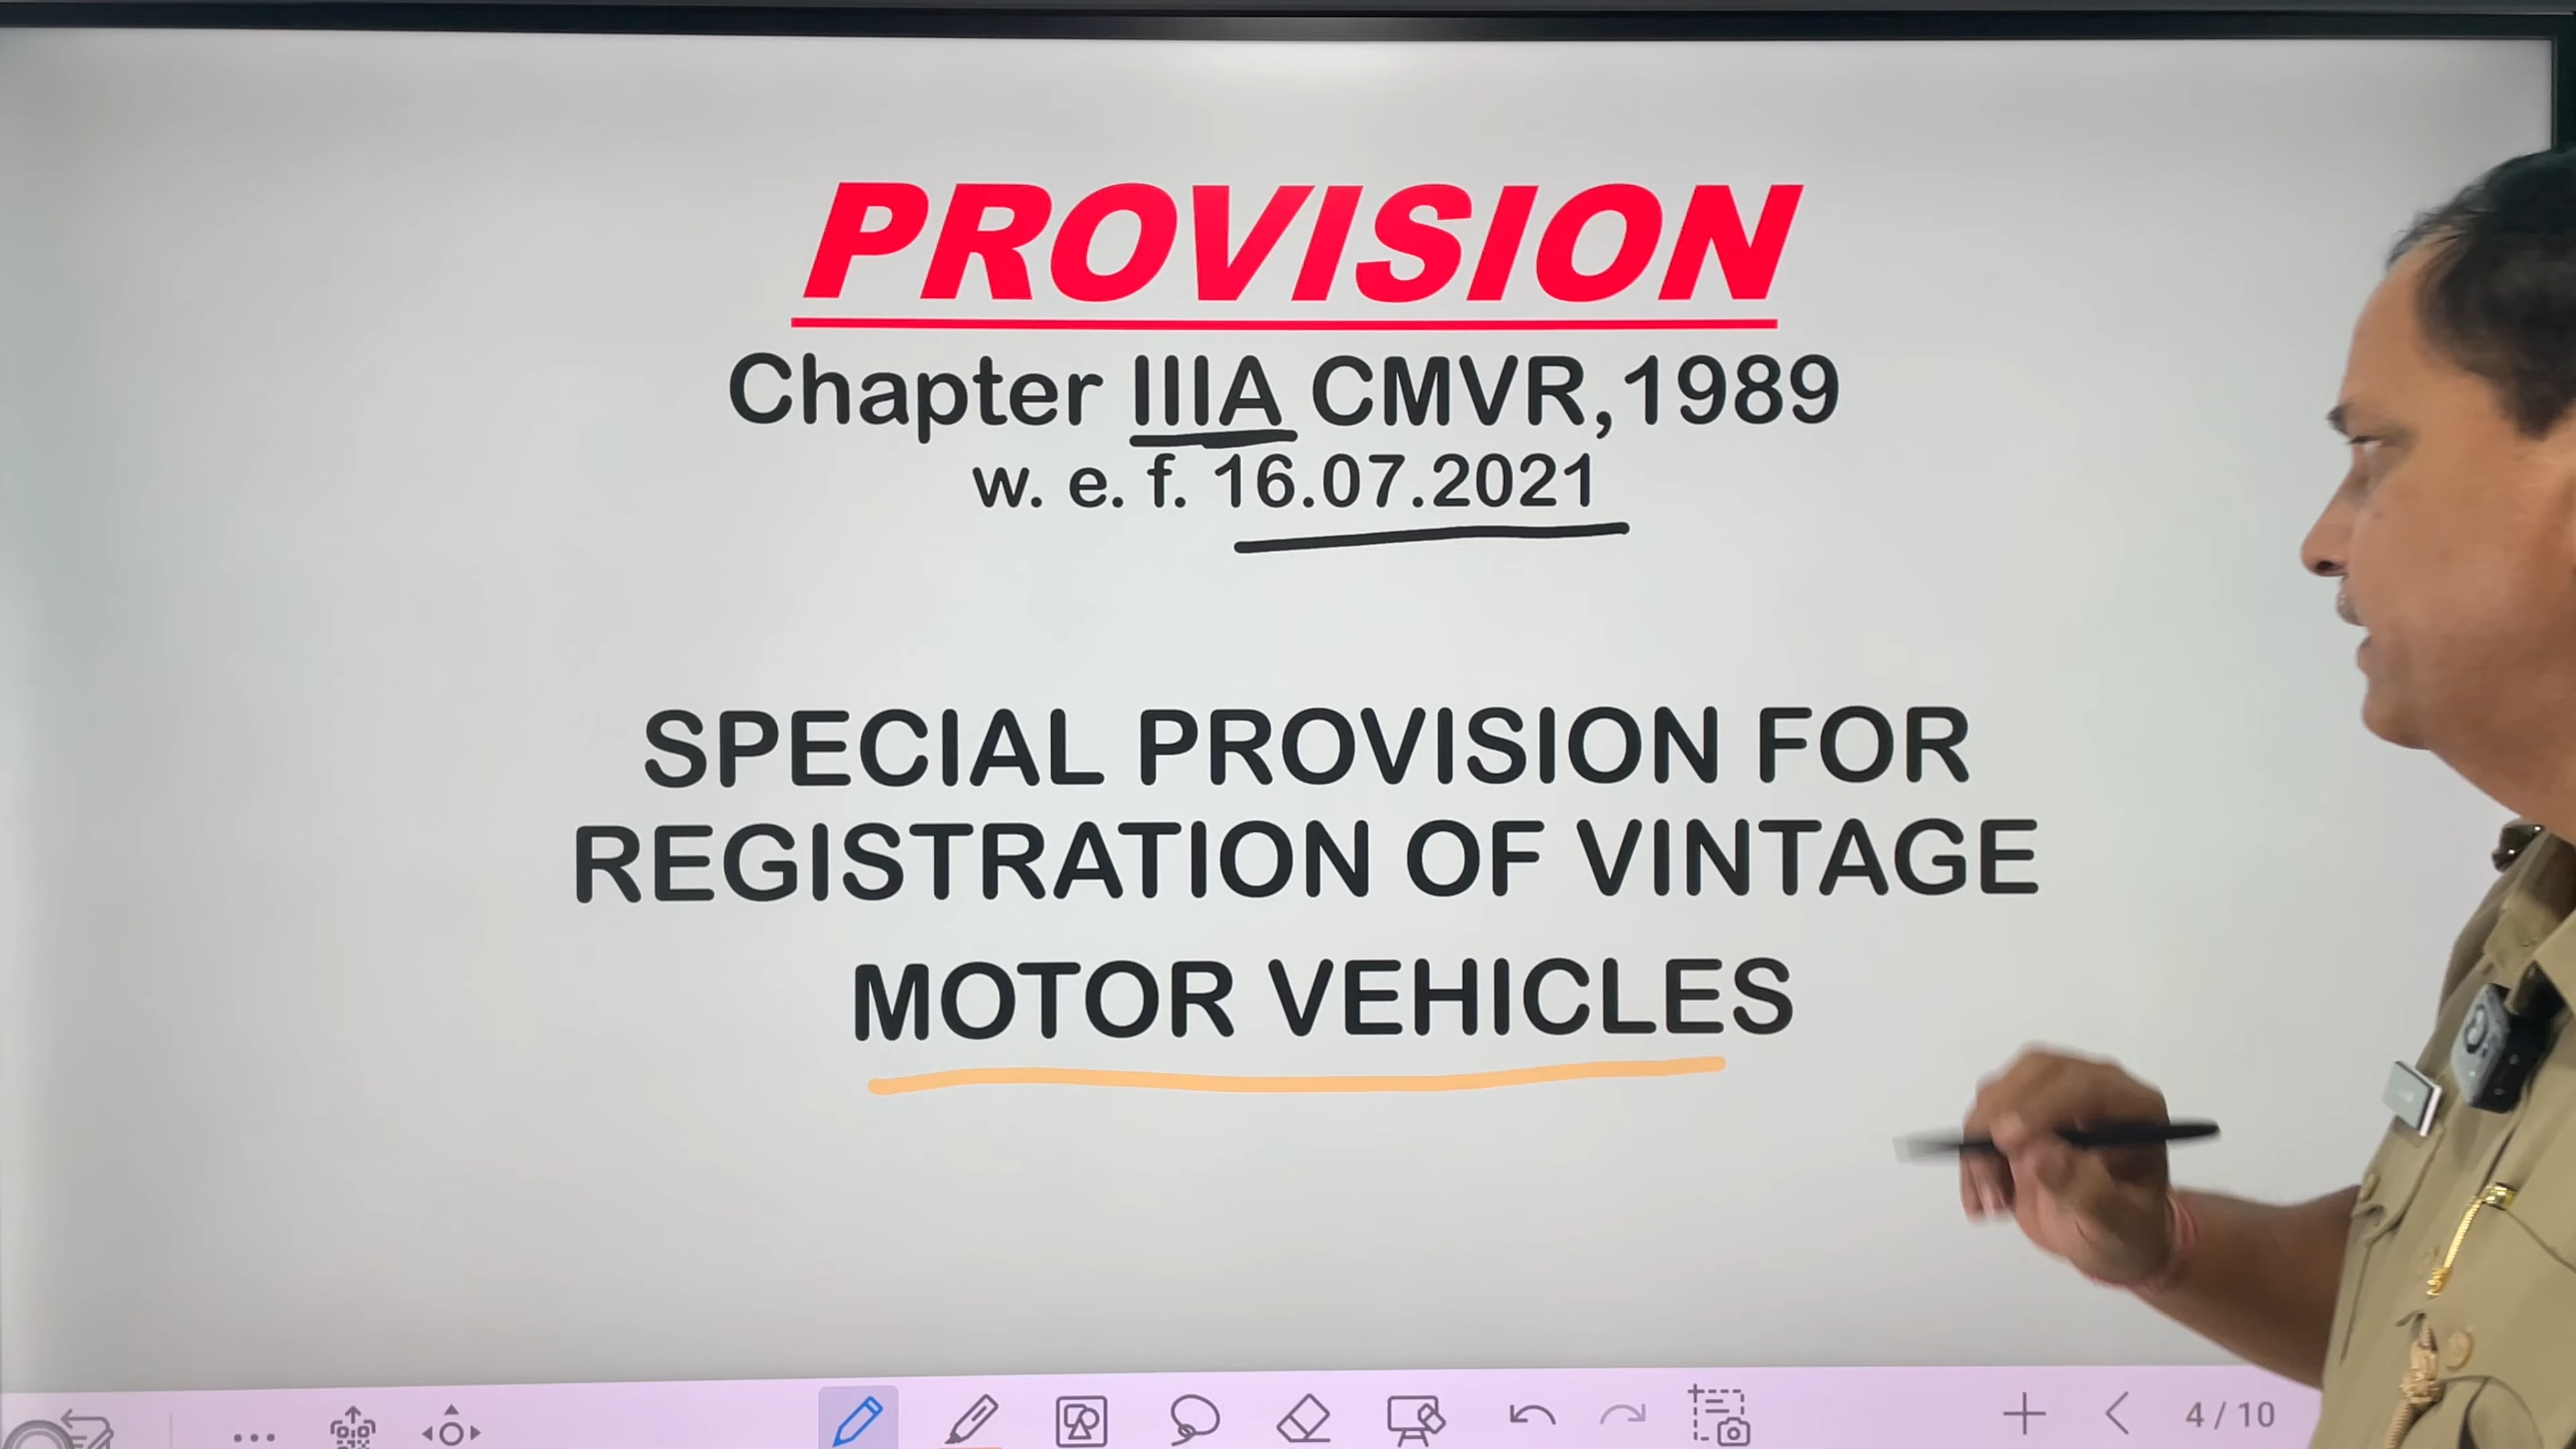 PROVISION
Chapter IIIA CMVR,1989
w. e. f. 16.07.2021
SPECIAL PROVISION FOR
REGISTRATION OF VINTAGE
MOTOR VEHICLES
4 / 10